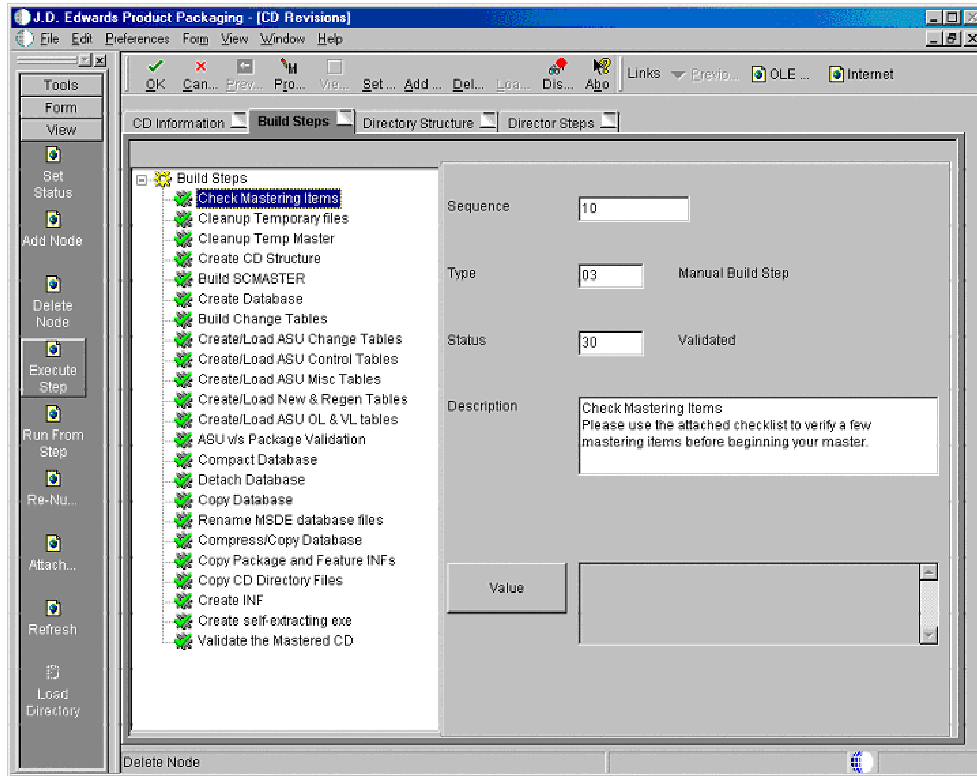 J.D. Edwards Product Packaging - [CD Revisions]
File Edit Preferences Form View Window Help
Tools
Form
View
Set Status
Add Node
Delete Node
Execute Step
Run From Step
Re-Nu...
Attach...
Refresh
Load Directory
OK Can... Prev... Pro... Vie... Set ... Add ... Del... Loa... Dis... Abo Links Previo... OLE ... Internet
CD Information Build Steps Directory Structure Director Steps
Build Steps
Check Mastering Items
Cleanup Temporary files
Cleanup Temp Master
Create CD Structure
Build SCMASTER
Create Database
Build Change Tables
Create/Load ASU Change Tables
Create/Load ASU Control Tables
Create/Load ASU Misc Tables
Create/Load New & Regen Tables
Create/Load ASU OL & VL tables
ASU v/s Package Validation
Compact Database
Detach Database
Copy Database
Rename MSDE database files
Compress/Copy Database
Copy Package and Feature INFs
Copy CD Directory Files
Create INF
Create self-extracting exe
Validate the Mastered CD
Sequence 10
Type 03 Manual Build Step
Status 30 Validated
Description Check Mastering Items
Please use the attached checklist to verify a few
mastering items before beginning your master.
Value
Delete Node